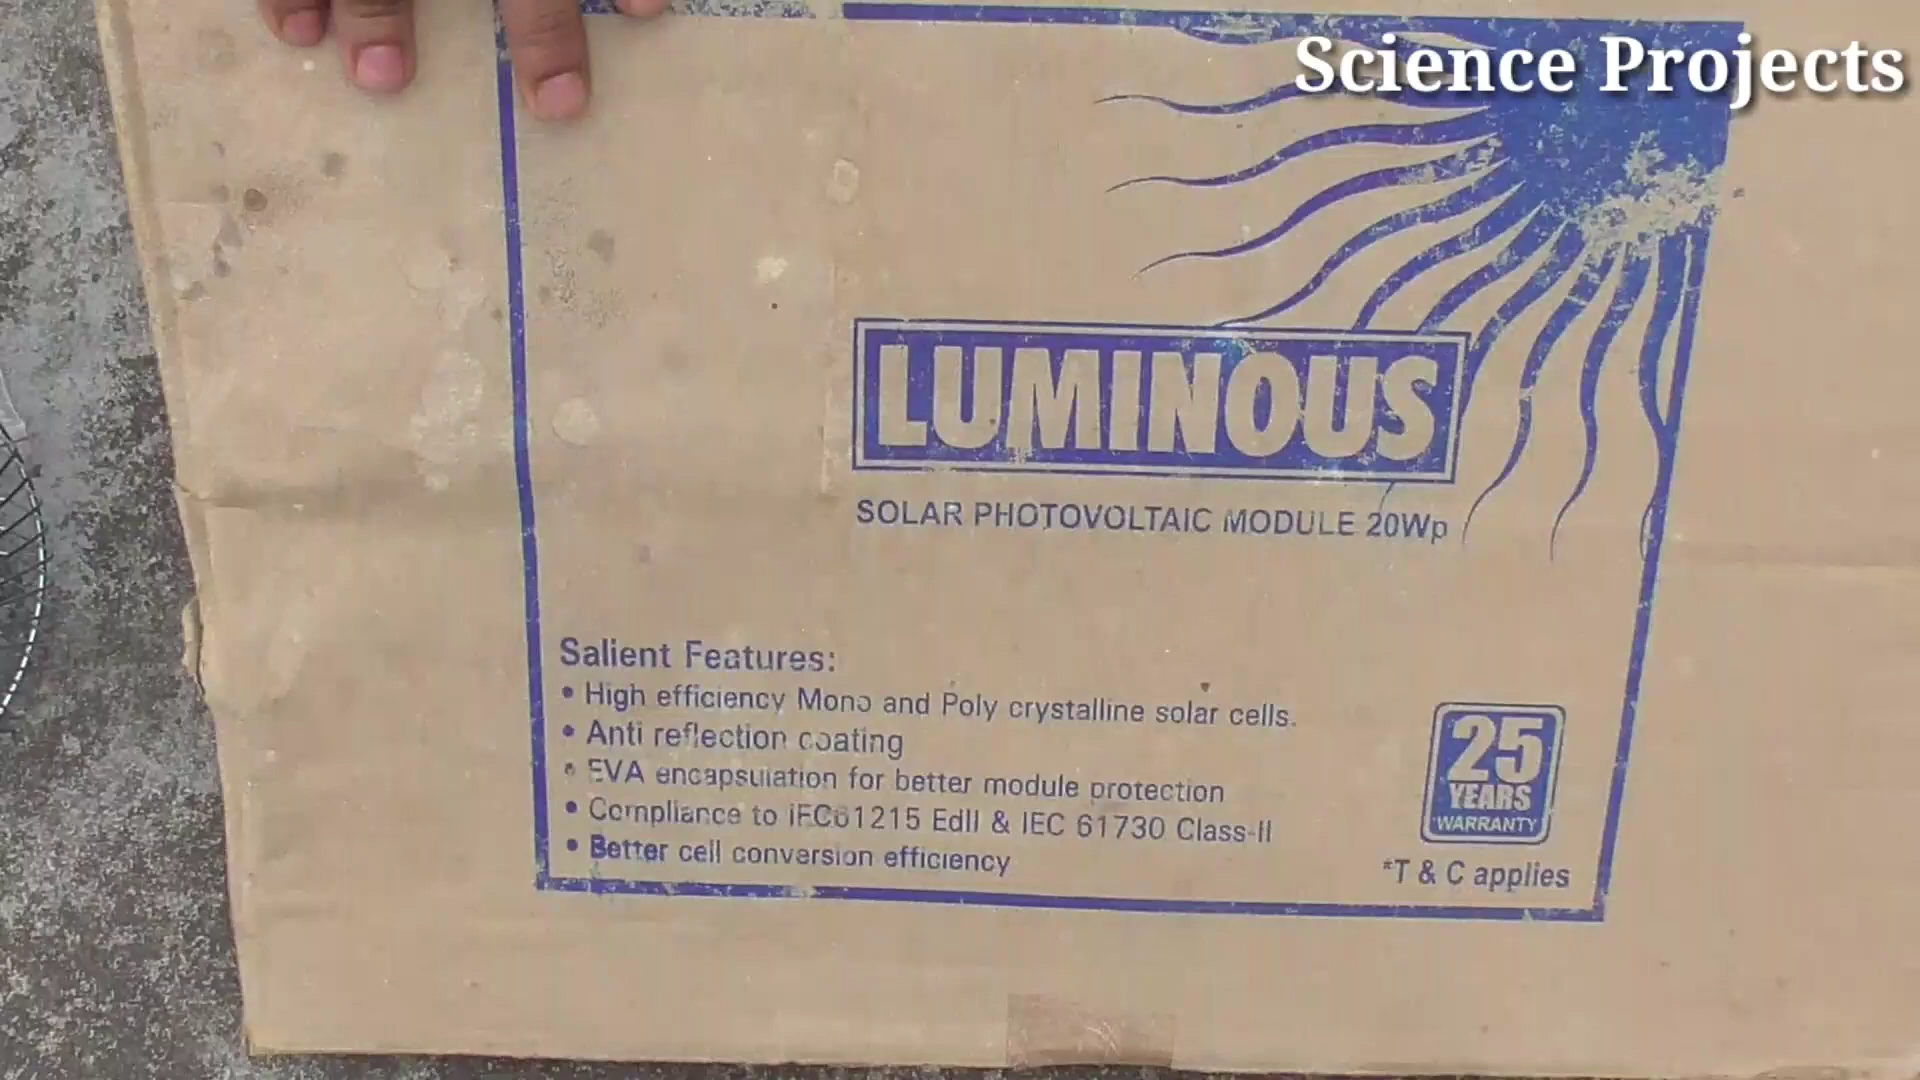 Science Projects
LUMINOUS
SOLAR PHOTOVOLTAIC MODULE 20Wp
Salient Features:
• High efficiency Mono and Poly crystalline solar cells.
• Anti reflection coating
• EVA encapsulation for better module protection
• Compliance to IEC61215 EdII & IEC 61730 Class-II
• Better cell conversion efficiency
25
YEARS
WARRANTY
*T & C applies